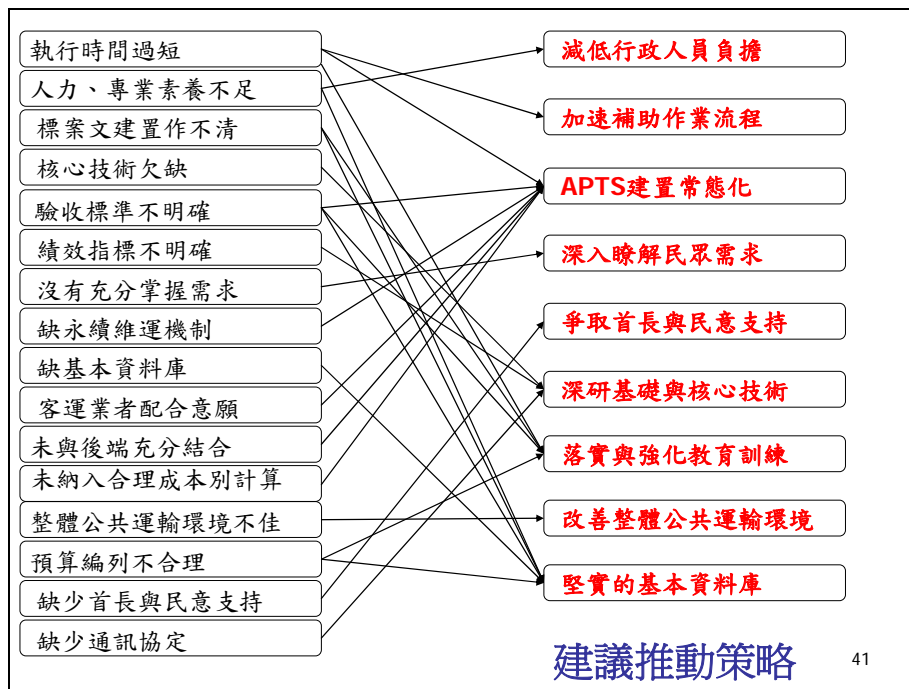 執行時間過短
人力、專業素養不足
標案文建置作不清
核心技術欠缺
驗收標準不明確
績效指標不明確
沒有充分掌握需求
缺永續維運機制
缺基本資料庫
客運業者配合意願
未與後端充分結合
未納入合理成本別計算
整體公共運輸環境不佳
預算編列不合理
缺少首長與民意支持
缺少通訊協定
減低行政人員負擔
加速補助作業流程
APTS建置常態化
深入瞭解民眾需求
爭取首長與民意支持
深研基礎與核心技術
落實與強化教育訓練
改善整體公共運輸環境
堅實的基本資料庫
建議推動策略
41